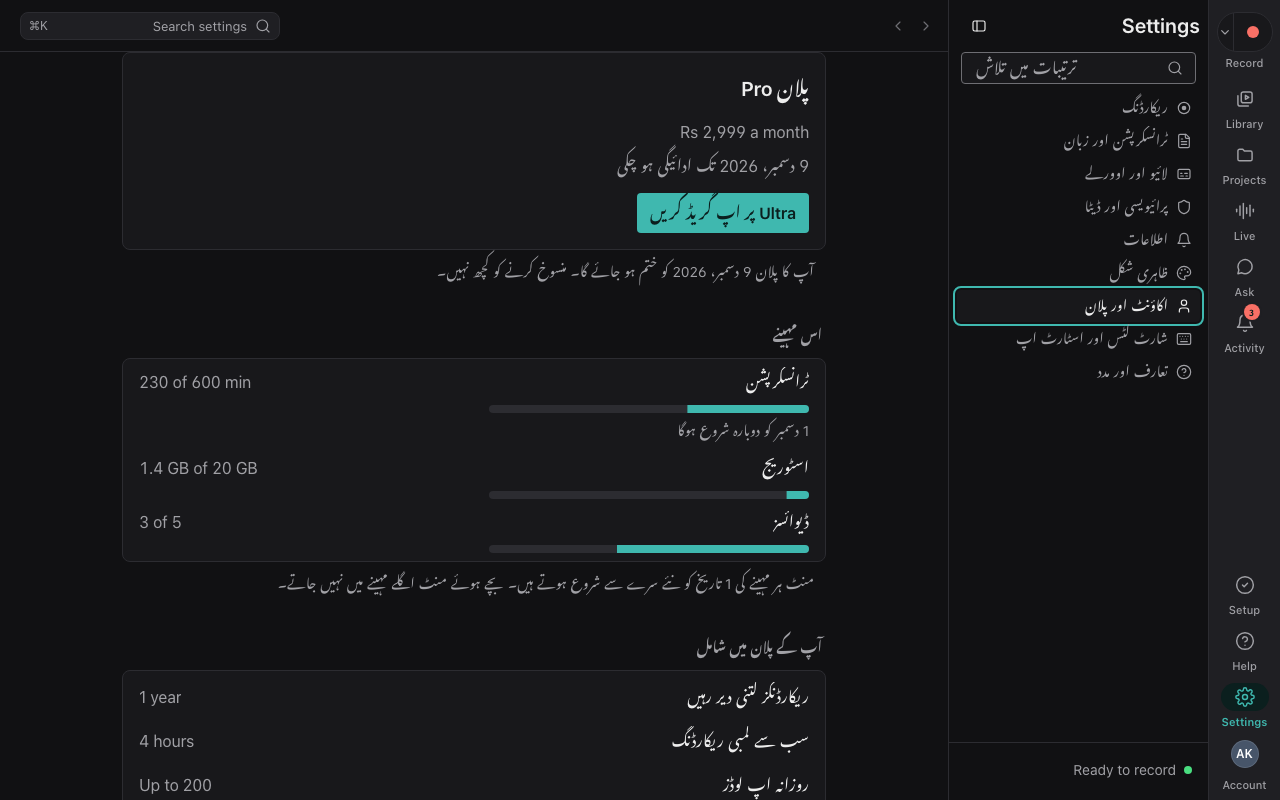 ⌘K
Search settings
Settings
ترتیبات میں تلاش
ریکارڈنگ
ٹرانسکرپشن اور زبان
لائیو اور اوورلے
پرائیویسی اور ڈیٹا
اطلاعات
ظاہری شکل
اکاؤنٹ اور پلان
شارٹ کٹس اور اسٹارٹ اپ
تعارف اور مدد
Ready to record
Record
Library
Projects
Live
Ask
3
Activity
Setup
Help
Settings
AK
Account
پلان Pro
Rs 2,999 a month
9 دسمبر، 2026 تک ادائیگی ہو چکی
Ultra پر اپ گریڈ کریں
آپ کا پلان 9 دسمبر، 2026 کو ختم ہو جائے گا۔ منسوخ کرنے کو کچھ نہیں۔
اس مہینے
ٹرانسکرپشن
230 of 600 min
1 دسمبر کو دوبارہ شروع ہوگا
اسٹوریج
1.4 GB of 20 GB
ڈیوائسز
3 of 5
منٹ ہر مہینے کی 1 تاریخ کو نئے سرے سے شروع ہوتے ہیں۔ بچے ہوئے منٹ اگلے مہینے میں نہیں جاتے۔
آپ کے پلان میں شامل
ریکارڈنگز کتنی دیر رہیں
1 year
سب سے لمبی ریکارڈنگ
4 hours
روزانہ اپ لوڈز
Up to 200